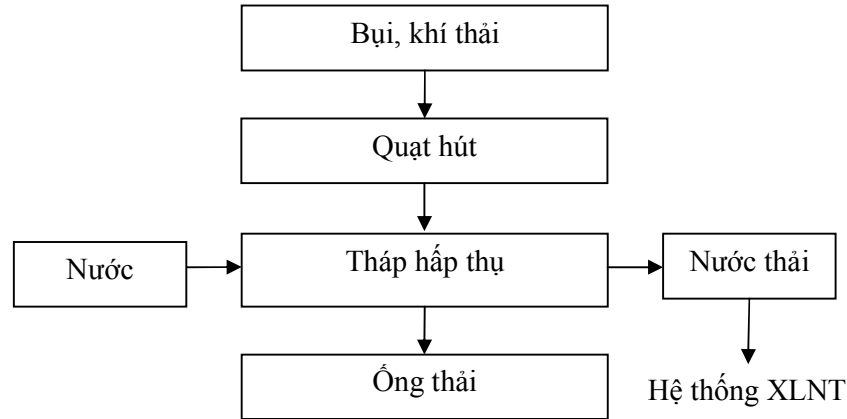 Bụi, khí thải
Quạt hút
Nước
Tháp hấp thụ
Nước thải
Ống thải
Hệ thống XLNT